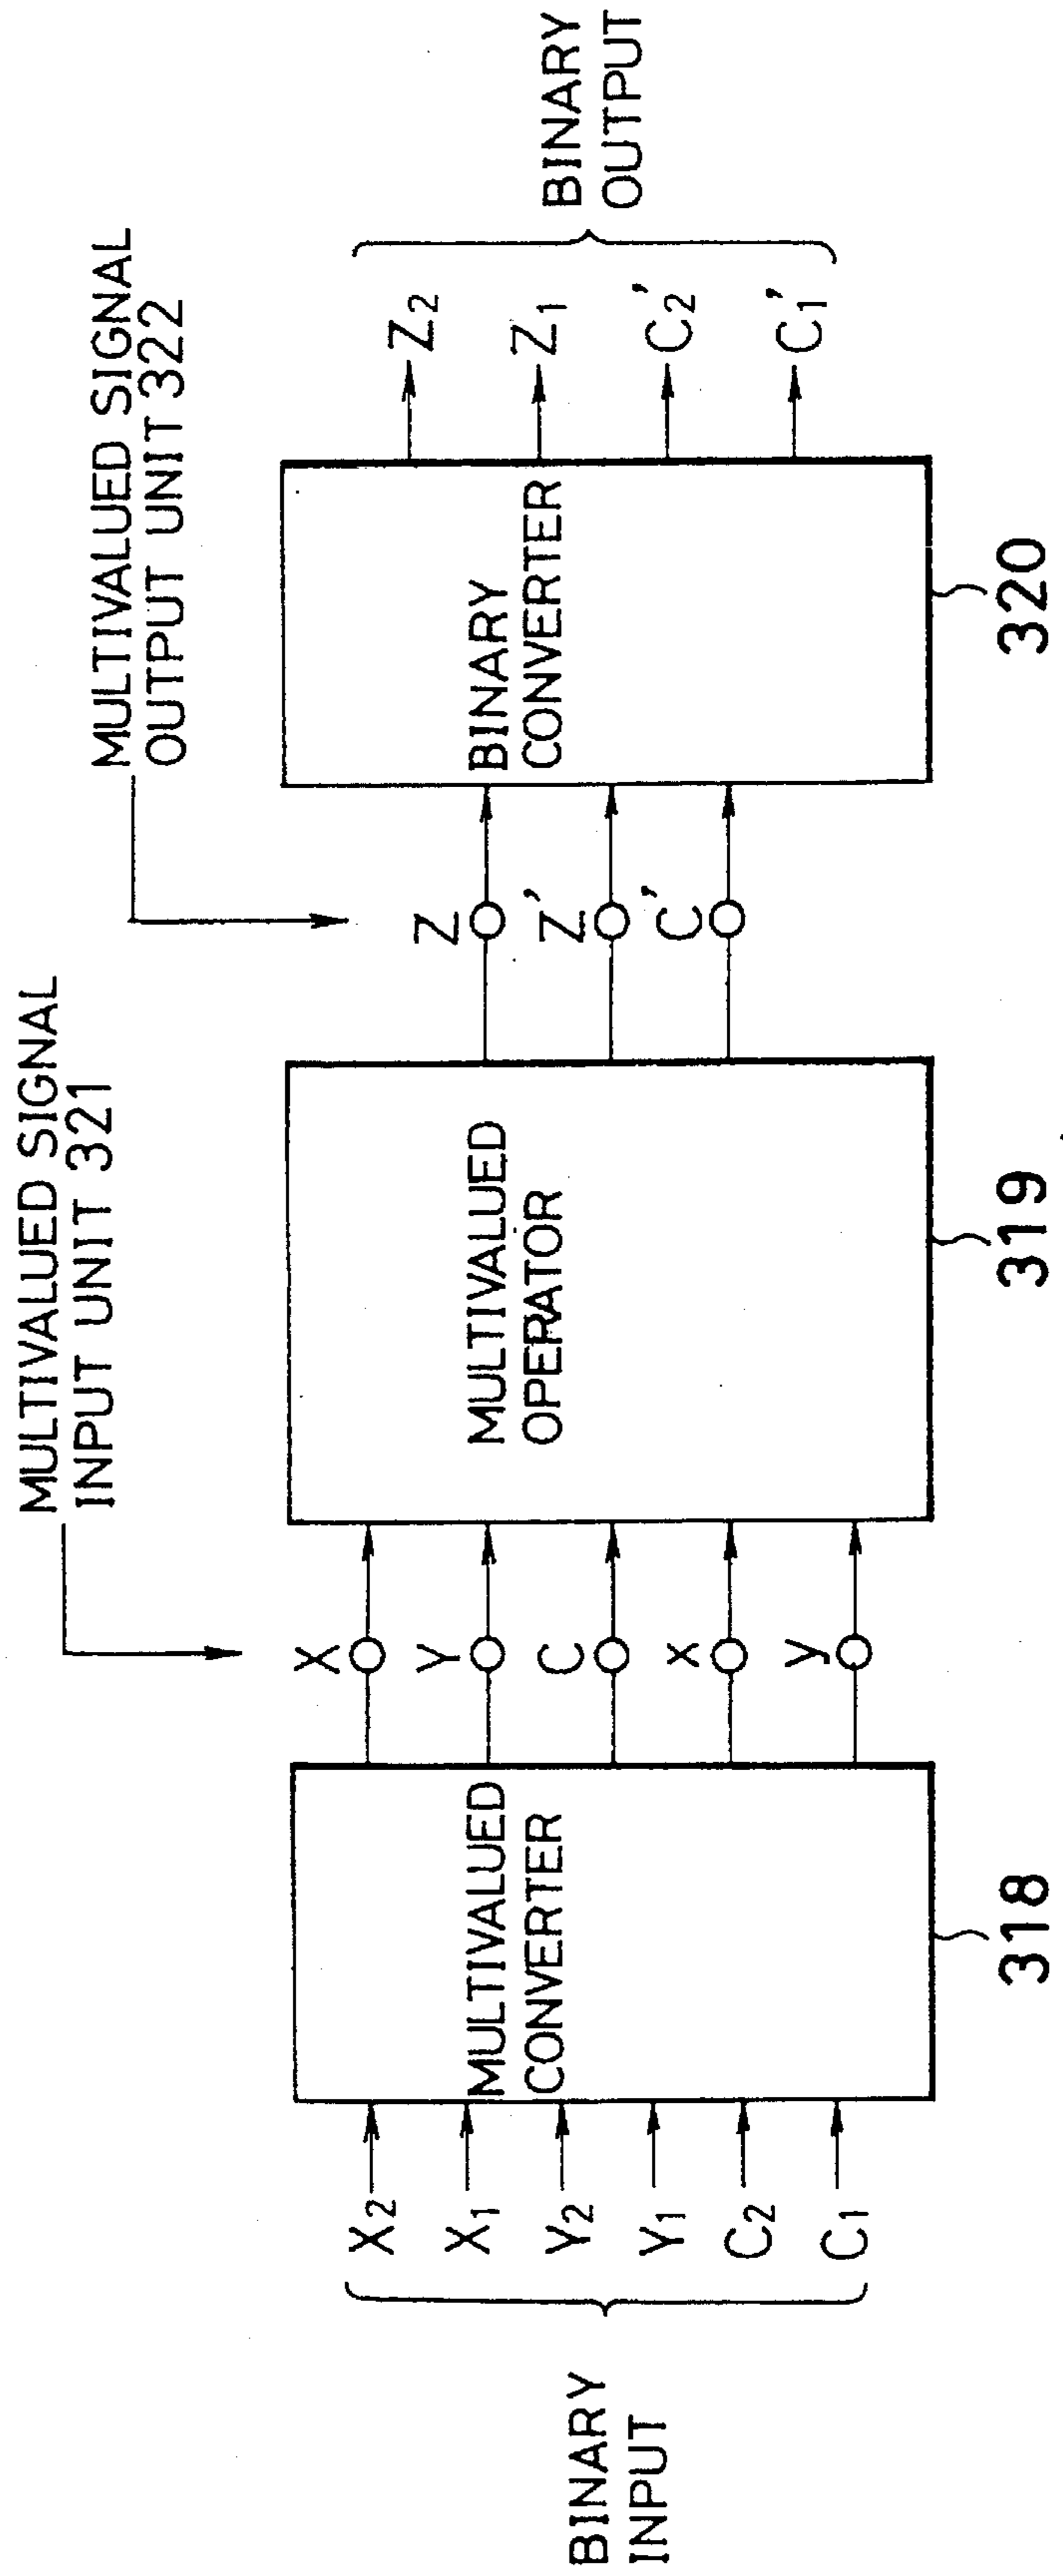 BINARY
INPUT
X2
X1
Y2
Y1
C2
C1
MULTIVALUED
CONVERTER
318
MULTIVALUED SIGNAL
INPUT UNIT 321
X
Y
C
x
y
MULTIVALUED
OPERATOR
319
MULTIVALUED SIGNAL
OUTPUT UNIT 322
Z
Z'
C'
BINARY
CONVERTER
320
Z2
Z1
C2'
C1'
BINARY
OUTPUT